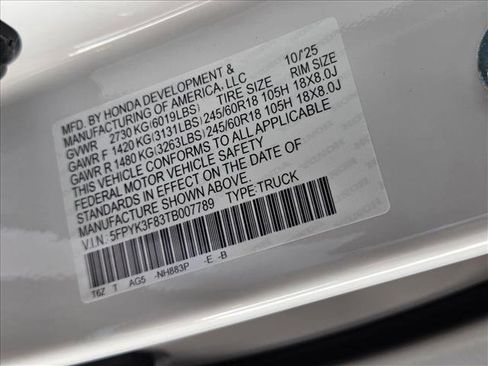 MFD. BY HONDA DEVELOPMENT & 10/25
MANUFACTURING OF AMERICA, LLC
GVWR 2730 KG(6019LBS) TIRE SIZE RIM SIZE
GAWR F 1420 KG(3131LBS) 245/60R18 105H 18X8.0J
GAWR R 1480 KG(3263LBS) 245/60R18 105H 18X8.0J
THIS VEHICLE CONFORMS TO ALL APPLICABLE
FEDERAL MOTOR VEHICLE SAFETY
STANDARDS IN EFFECT ON THE DATE OF
MANUFACTURE SHOWN ABOVE.
V.I.N. 5FPYK3F83TB007789 TYPE:TRUCK
T6Z T AG5 -NH883P -E -B